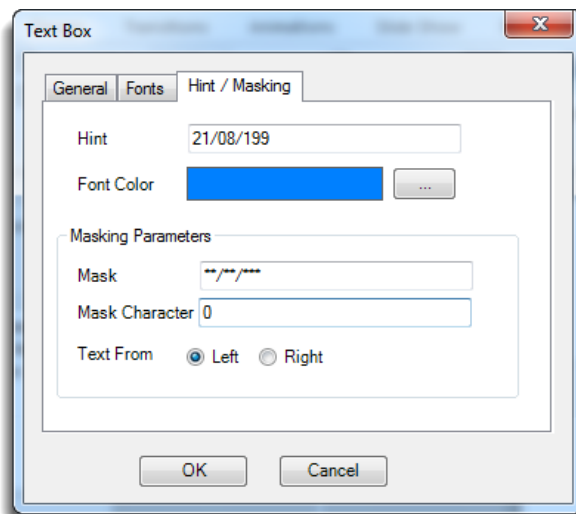 Text Box
General Fonts Hint / Masking
Hint 21/08/199
Font Color ...
Masking Parameters
Mask **/**/***
Mask Character 0
Text From Left Right
OK Cancel